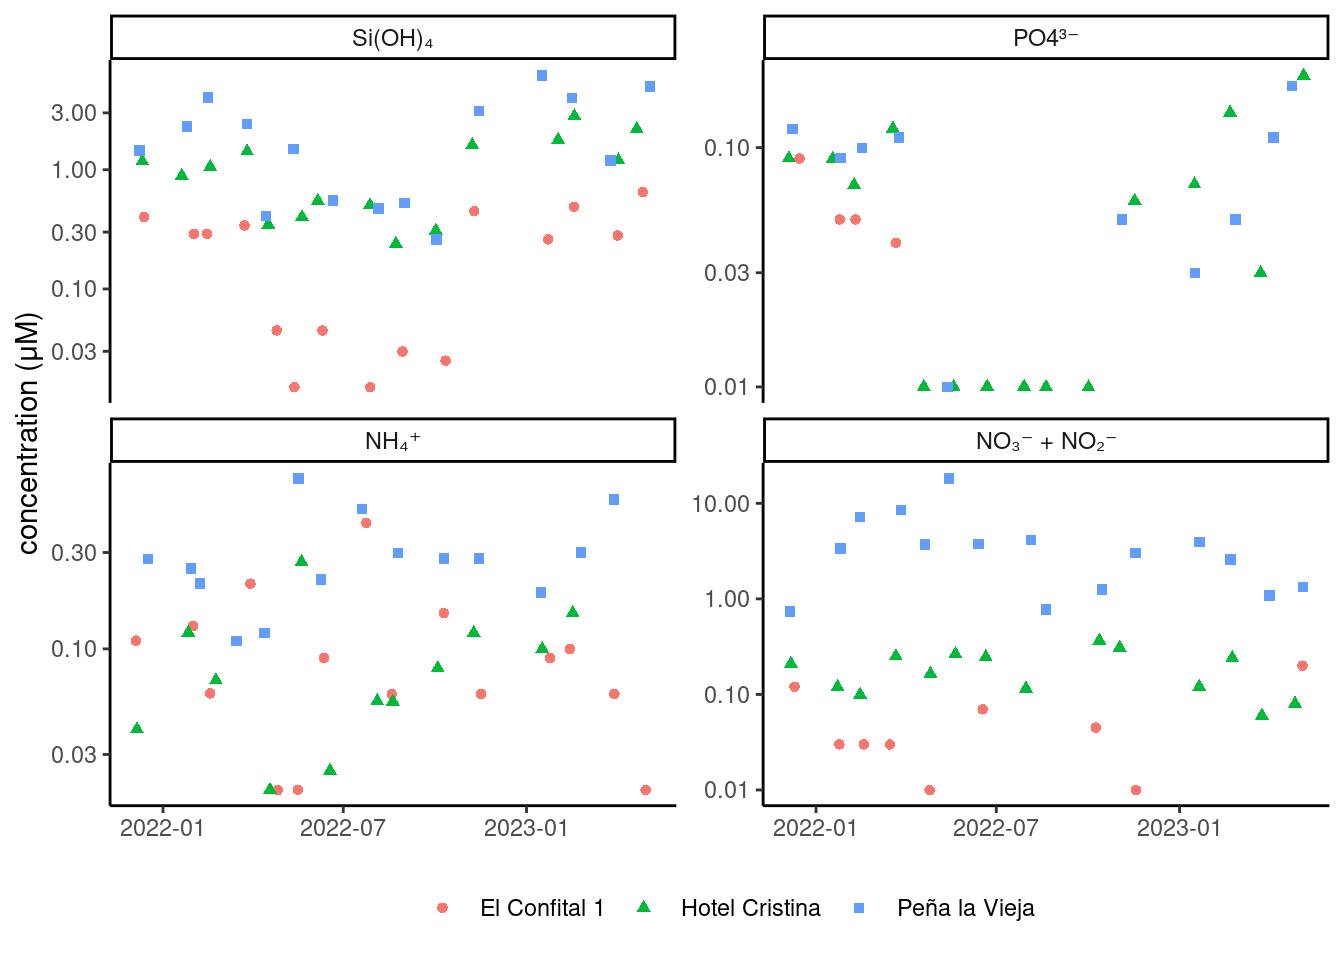 Si(OH)₄
PO4³⁻
3.00
1.00
0.30
0.10
0.03
0.10
0.03
0.01
concentration (μM)
NH₄⁺
NO₃⁻ + NO₂⁻
0.30
0.10
0.03
10.00
1.00
0.10
0.01
2022-01
2022-07
2023-01
2022-01
2022-07
2023-01
El Confital 1
Hotel Cristina
Peña la Vieja